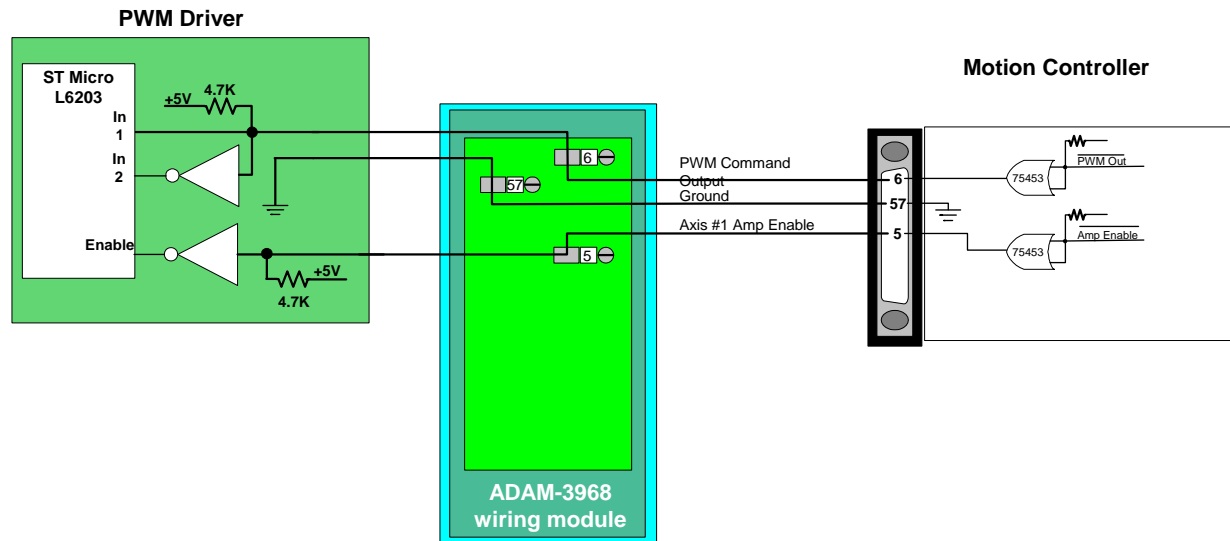 PWM Driver
ST Micro
L6203
In
1
In
2
Enable
+5V
4.7K
+5V
4.7K
6
57
5
ADAM-3968
wiring module
PWM Command
Output
Ground
Axis #1 Amp Enable
Motion Controller
6
57
5
75453
PWM Out
75453
Amp Enable